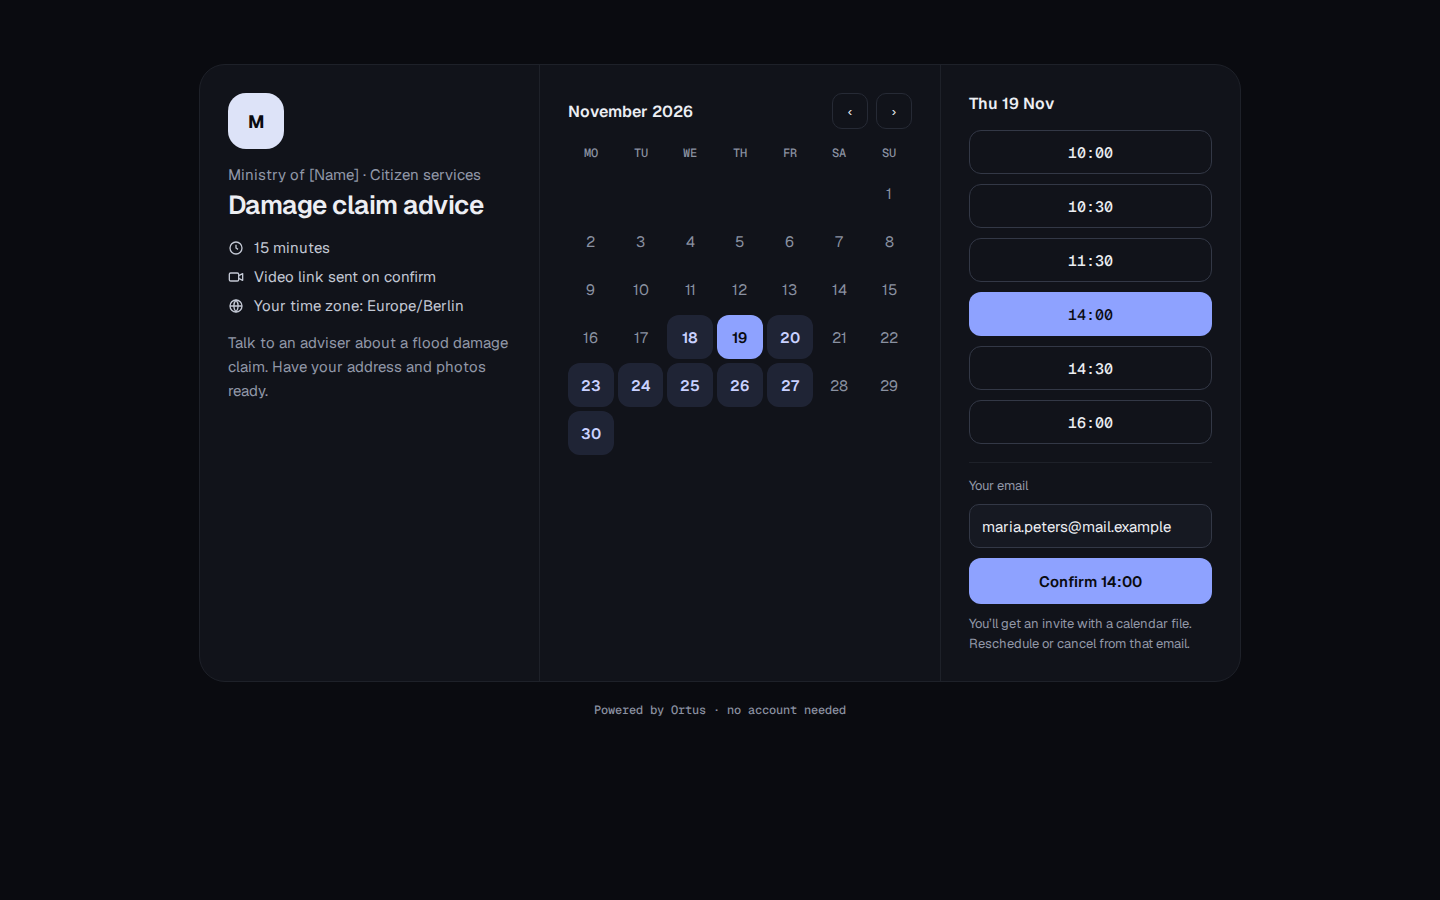 M
Ministry of [Name] · Citizen services
Damage claim advice
15 minutes
Video link sent on confirm
Your time zone: Europe/Berlin
Talk to an adviser about a flood damage
claim. Have your address and photos
ready.
November 2026
‹ ›
MO TU WE TH FR SA SU
1
2 3 4 5 6 7 8
9 10 11 12 13 14 15
16 17 18 19 20 21 22
23 24 25 26 27 28 29
30
Thu 19 Nov
10:00
10:30
11:30
14:00
14:30
16:00
Your email
maria.peters@mail.example
Confirm 14:00
You'll get an invite with a calendar file.
Reschedule or cancel from that email.
Powered by Ortus · no account needed